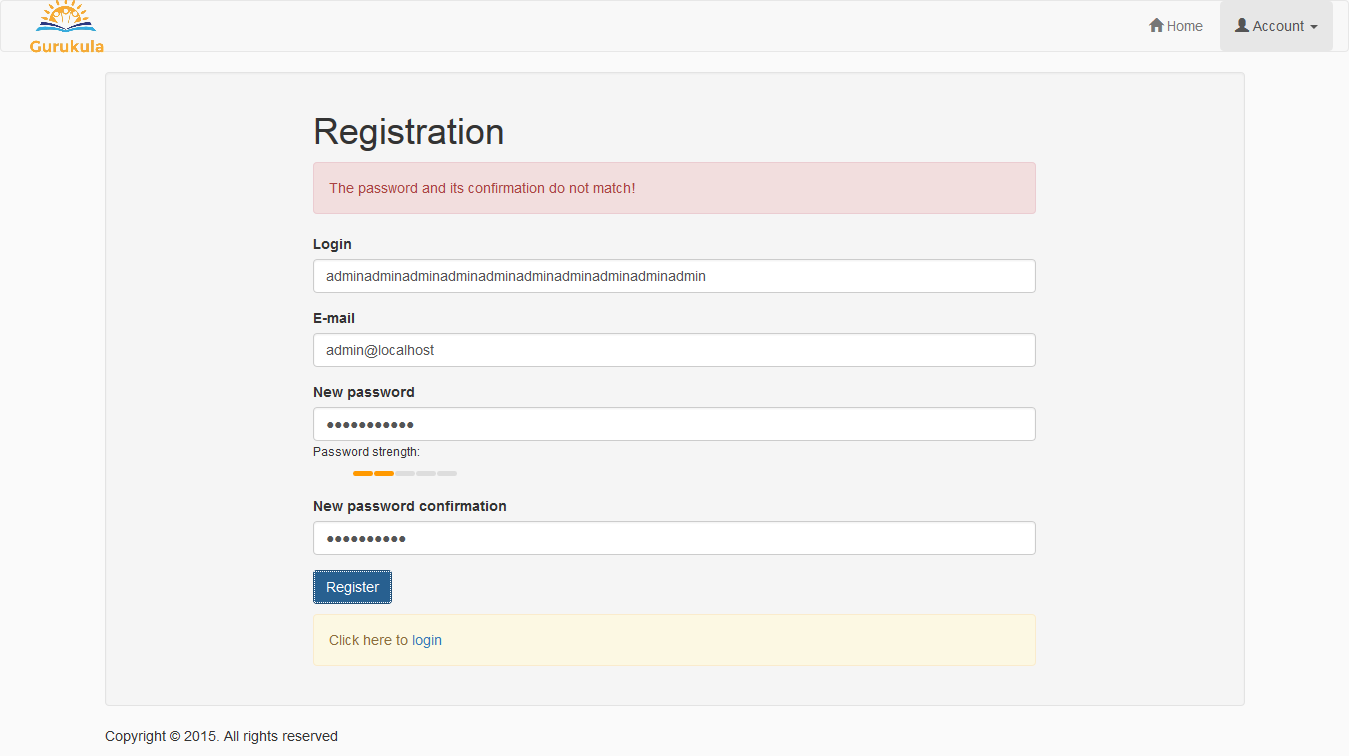 Gurukula
Home
Account
Registration
The password and its confirmation do not match!
Login
adminadminadminadminadminadminadminadminadminadmin
E-mail
admin@localhost
New password
●●●●●●●●●●●
Password strength:
New password confirmation
●●●●●●●●●●
Register
Click here to login
Copyright © 2015. All rights reserved